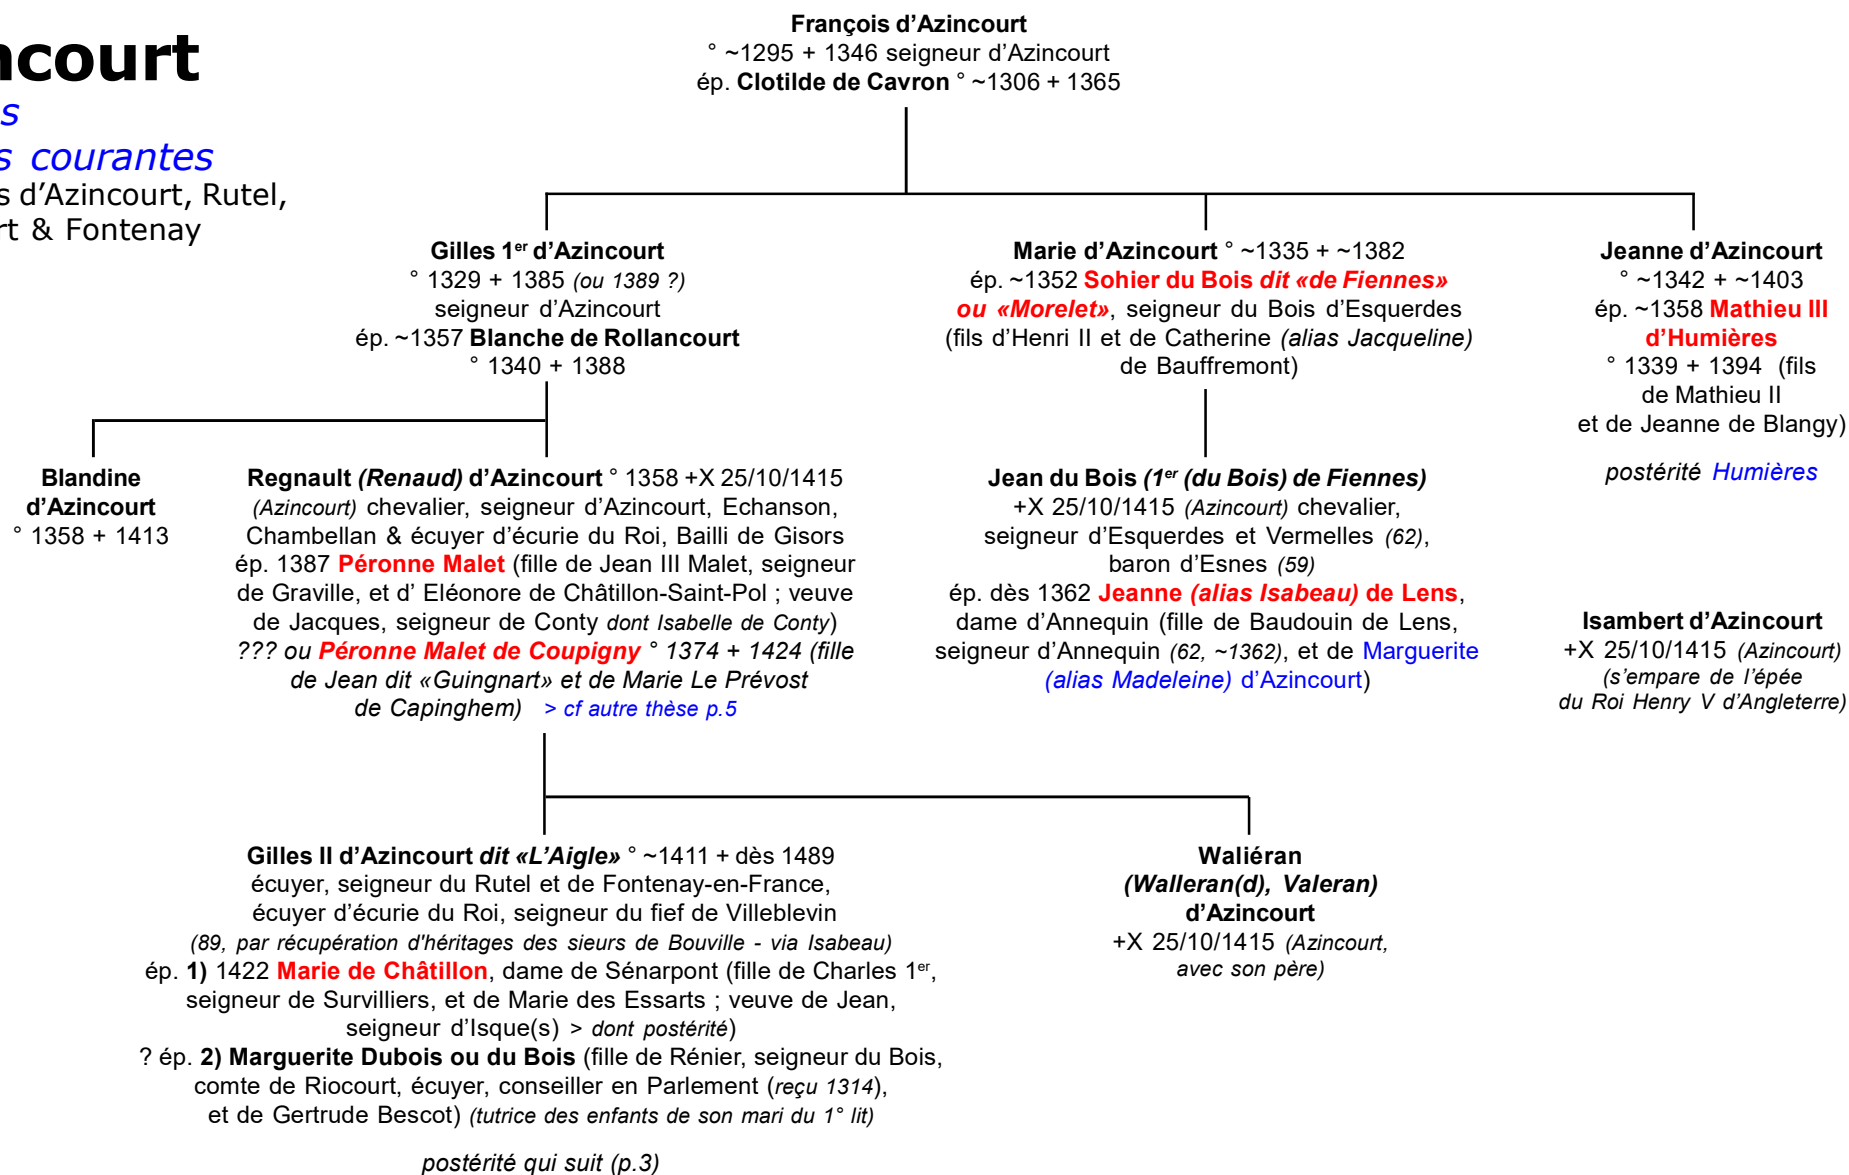 ncourt
s
s courantes
s d’Azincourt, Rutel,
rt & Fontenay
François d’Azincourt
° ~1295 + 1346 seigneur d’Azincourt
ép. Clotilde de Cavron ° ~1306 + 1365
Gilles 1er d’Azincourt
° 1329 + 1385 (ou 1389 ?)
seigneur d’Azincourt
ép. ~1357 Blanche de Rollancourt
° 1340 + 1388
Marie d’Azincourt ° ~1335 + ~1382
ép. ~1352 Sohier du Bois dit «de Fiennes»
ou «Morelet», seigneur du Bois d’Esquerdes
(fils d’Henri II et de Catherine (alias Jacqueline)
de Bauffremont)
Jeanne d’Azincourt
° ~1342 + ~1403
ép. ~1358 Mathieu III
d’Humières
° 1339 + 1394 (fils
de Mathieu II
et de Jeanne de Blangy)
postérité Humières
Blandine
d’Azincourt
° 1358 + 1413
Regnault (Renaud) d’Azincourt ° 1358 +X 25/10/1415
(Azincourt) chevalier, seigneur d’Azincourt, Echanson,
Chambellan & écuyer d’écurie du Roi, Bailli de Gisors
ép. 1387 Péronne Malet (fille de Jean III Malet, seigneur
de Graville, et d’ Eléonore de Châtillon-Saint-Pol ; veuve
de Jacques, seigneur de Conty dont Isabelle de Conty)
??? ou Péronne Malet de Coupigny ° 1374 + 1424 (fille
de Jean dit «Guingnart» et de Marie Le Prévost
de Capinghem) > cf autre thèse p.5
Jean du Bois (1er (du Bois) de Fiennes)
+X 25/10/1415 (Azincourt) chevalier,
seigneur d’Esquerdes et Vermelles (62),
baron d’Esnes (59)
ép. dès 1362 Jeanne (alias Isabeau) de Lens,
dame d’Annequin (fille de Baudouin de Lens,
seigneur d’Annequin (62, ~1362), et de Marguerite
(alias Madeleine) d’Azincourt)
Isambert d’Azincourt
+X 25/10/1415 (Azincourt)
(s’empare de l’épée
du Roi Henry V d’Angleterre)
Gilles II d’Azincourt dit «L’Aigle» ° ~1411 + dès 1489
écuyer, seigneur du Rutel et de Fontenay-en-France,
écuyer d’écurie du Roi, seigneur du fief de Villeblevin
(89, par récupération d'héritages des sieurs de Bouville - via Isabeau)
ép. 1) 1422 Marie de Châtillon, dame de Sénarpont (fille de Charles 1er,
seigneur de Survilliers, et de Marie des Essarts ; veuve de Jean,
seigneur d’Isque(s) > dont postérité)
? ép. 2) Marguerite Dubois ou du Bois (fille de Rénier, seigneur du Bois,
comte de Riocourt, écuyer, conseiller en Parlement (reçu 1314),
et de Gertrude Bescot) (tutrice des enfants de son mari du 1° lit)
postérité qui suit (p.3)
Waliéran
(Walleran(d), Valeran)
d’Azincourt
+X 25/10/1415 (Azincourt,
avec son père)